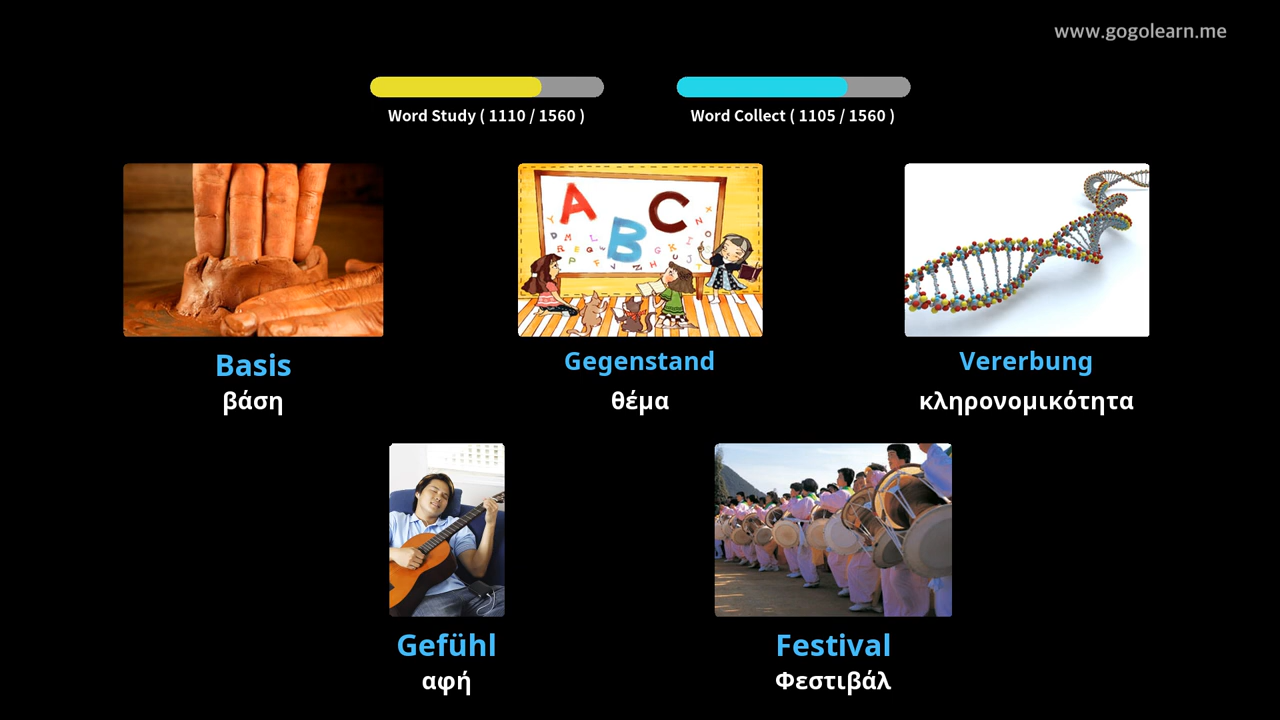 www.gogolearn.me
Word Study ( 1110 / 1560 )
Word Collect ( 1105 / 1560 )
A
B
C
Basis
βάση
Gegenstand
θέμα
Vererbung
κληρονομικότητα
Gefühl
αφή
Festival
Φεστιβάλ